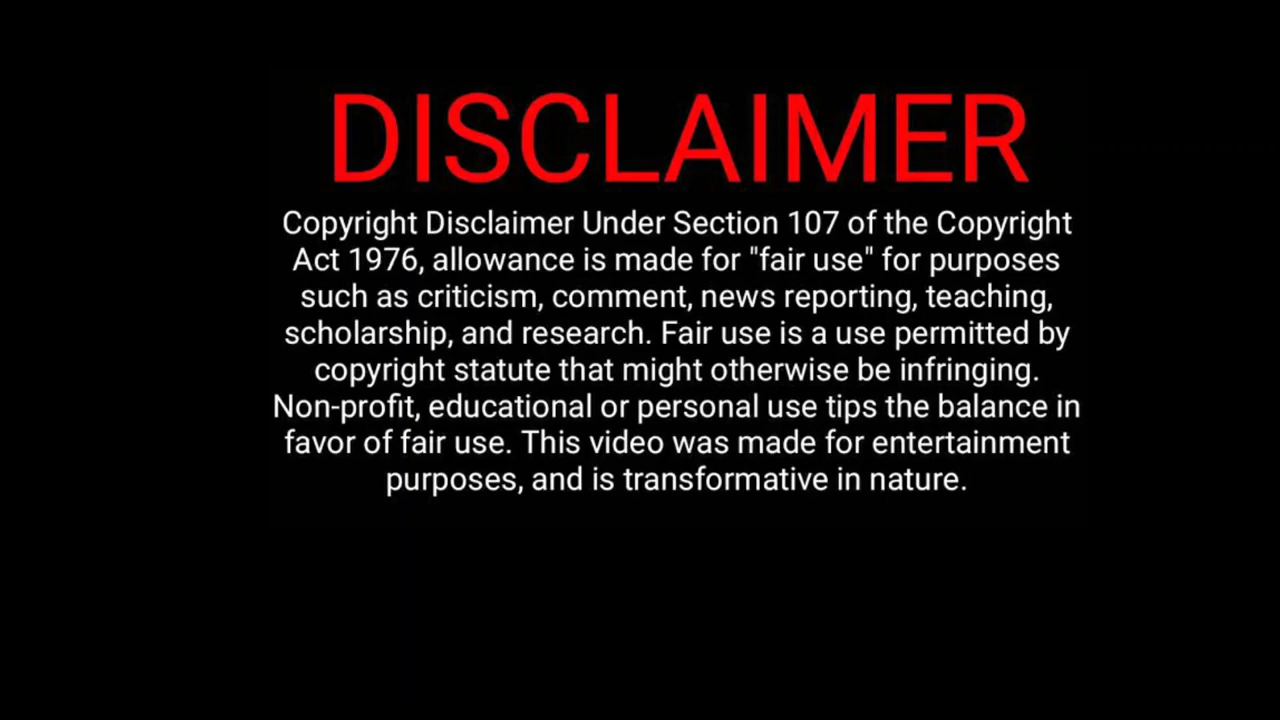 DISCLAIMER
Copyright Disclaimer Under Section 107 of the Copyright
Act 1976, allowance is made for "fair use" for purposes
such as criticism, comment, news reporting, teaching,
scholarship, and research. Fair use is a use permitted by
copyright statute that might otherwise be infringing.
Non-profit, educational or personal use tips the balance in
favor of fair use. This video was made for entertainment
purposes, and is transformative in nature.